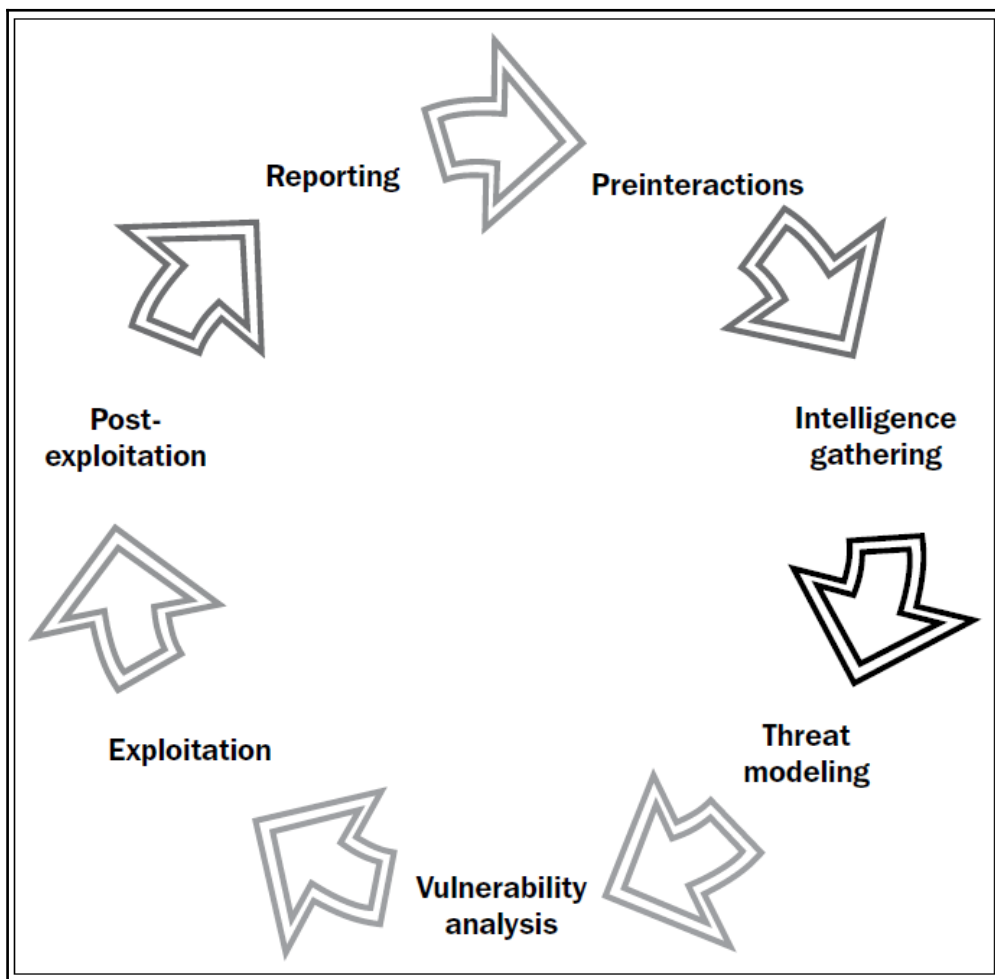 Reporting
Preinteractions
Intelligence
gathering
Threat
modeling
Vulnerability
analysis
Exploitation
Post-
exploitation